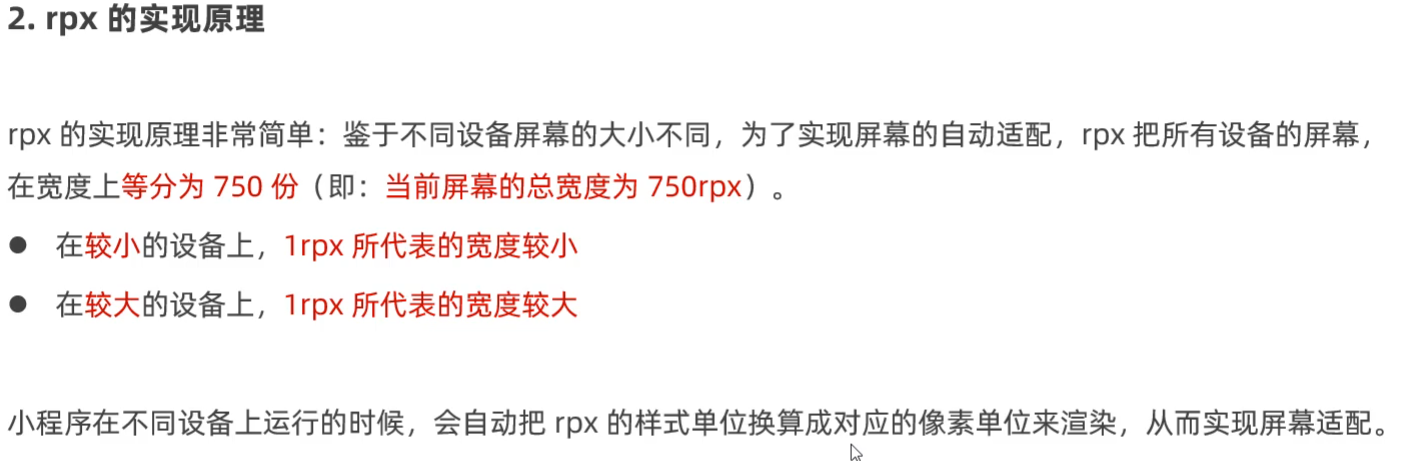 2. rpx 的实现原理
rpx 的实现原理非常简单：鉴于不同设备屏幕的大小不同，为了实现屏幕的自动适配，rpx 把所有设备的屏幕，
在宽度上等分为 750 份（即：当前屏幕的总宽度为 750rpx）。
● 在较小的设备上，1rpx 所代表的宽度较小
● 在较大的设备上，1rpx 所代表的宽度较大
小程序在不同设备上运行的时候，会自动把 rpx 的样式单位换算成对应的像素单位来渲染，从而实现屏幕适配。